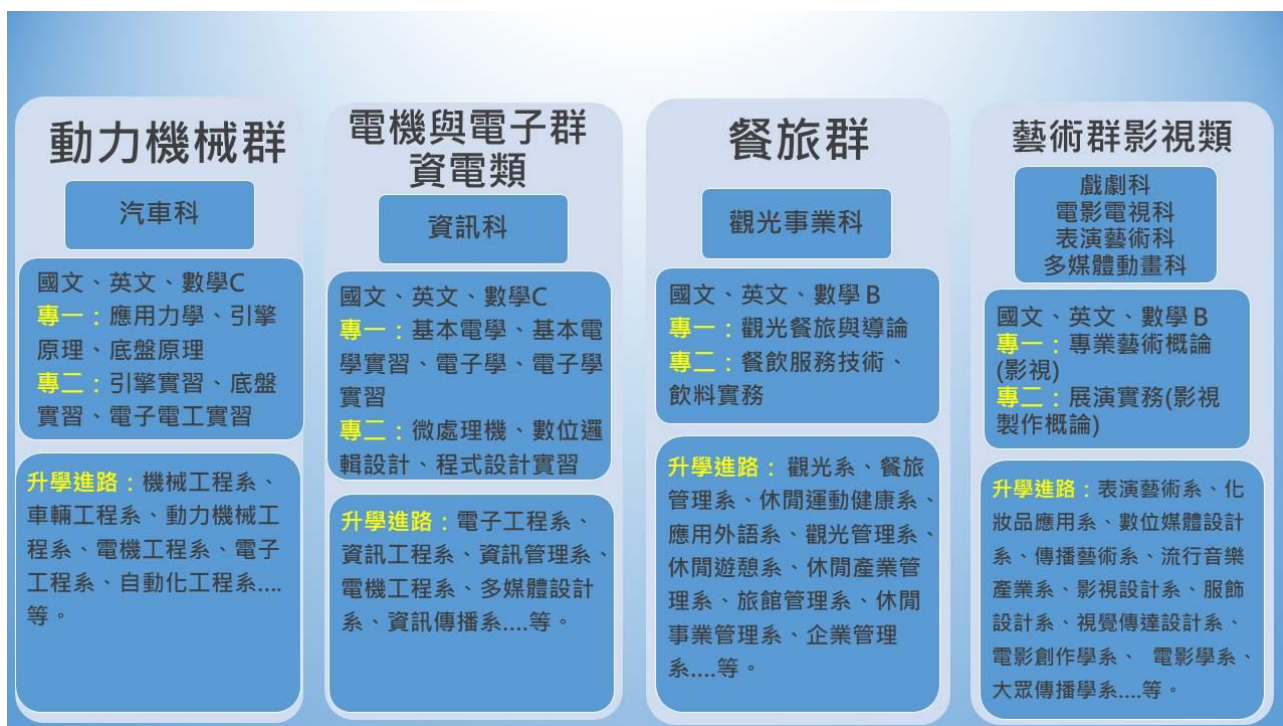 動力機械群
汽車科
國文、英文、數學C
專一：應用力學、引擎
原理、底盤原理
專二：引擎實習、底盤
實習、電子電工實習
升學進路：機械工程系、
車輛工程系、動力機械工
程系、電機工程系、電子
工程系、自動化工程系....
等。
電機與電子群
資電類
資訊科
國文、英文、數學C
專一：基本電學、基本電
學實習、電子學、電子學
實習
專二：微處理機、數位邏
輯設計、程式設計實習
升學進路：電子工程系、
資訊工程系、資訊管理系、
電機工程系、多媒體設計
系、資訊傳播系....等。
餐旅群
觀光事業科
國文、英文、數學 B
專一：觀光餐旅與導論
專二：餐飲服務技術、
飲料實務
升學進路： 觀光系、餐旅
管理系、休閒運動健康系、
應用外語系、觀光管理系、
休閒遊憩系、休閒產業管
理系、旅館管理系、休閒
事業管理系、企業管理
系....等。
藝術群影視類
戲劇科
電影電視科
表演藝術科
多媒體動畫科
國文、英文、數學 B
專一：專業藝術概論
(影視)
專二：展演實務(影視
製作概論)
升學進路：表演藝術系、化
妝品應用系、數位媒體設計
系、傳播藝術系、流行音樂
產業系、影視設計系、服飾
設計系、視覺傳達設計系、
電影創作學系、 電影學系、
大眾傳播學系....等。